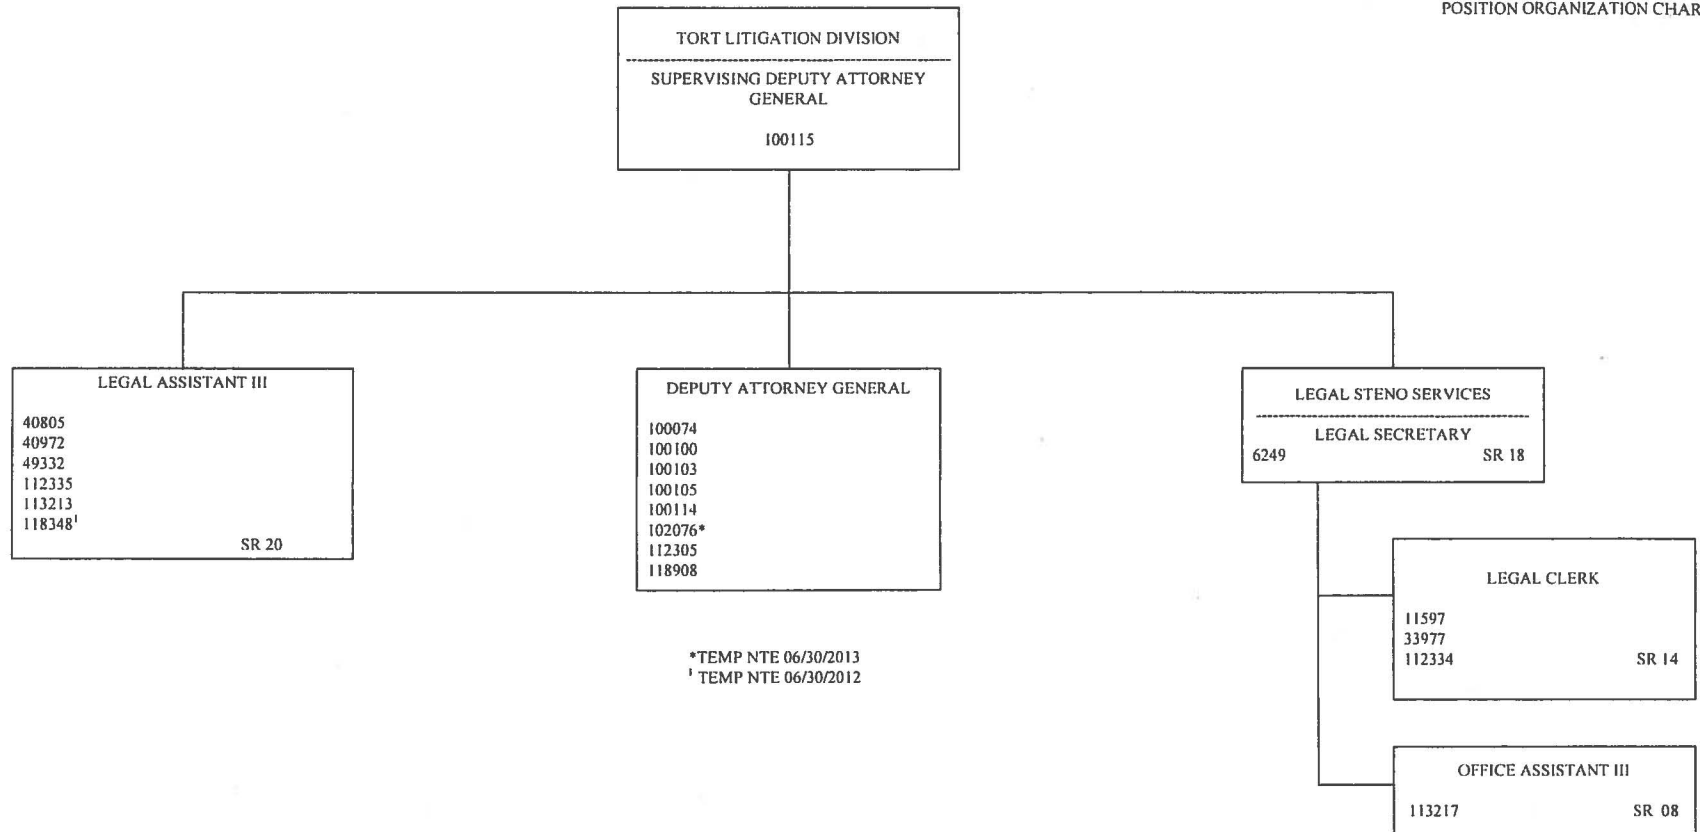 POSITION ORGANIZATION CHAR
TORT LITIGATION DIVISION
SUPERVISING DEPUTY ATTORNEY
GENERAL
100115
LEGAL ASSISTANT III
40805
40972
49332
112335
113213
118348¹
SR 20
DEPUTY ATTORNEY GENERAL
100074
100100
100103
100105
100114
102076*
112305
118908
*TEMP NTE 06/30/2013
¹ TEMP NTE 06/30/2012
LEGAL STENO SERVICES
LEGAL SECRETARY
6249 SR 18
LEGAL CLERK
11597
33977
112334 SR 14
OFFICE ASSISTANT III
113217 SR 08